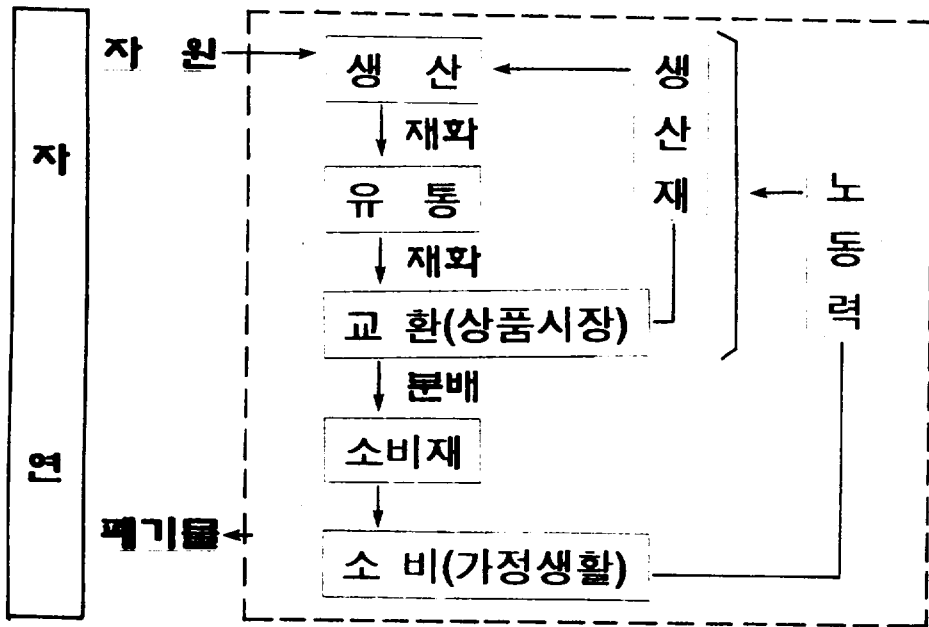 자연
자 원
생 산
재화
유 통
재화
교 환(상품시장)
분배
소비재
소 비(가정생활)
폐기물
생산재
노동력